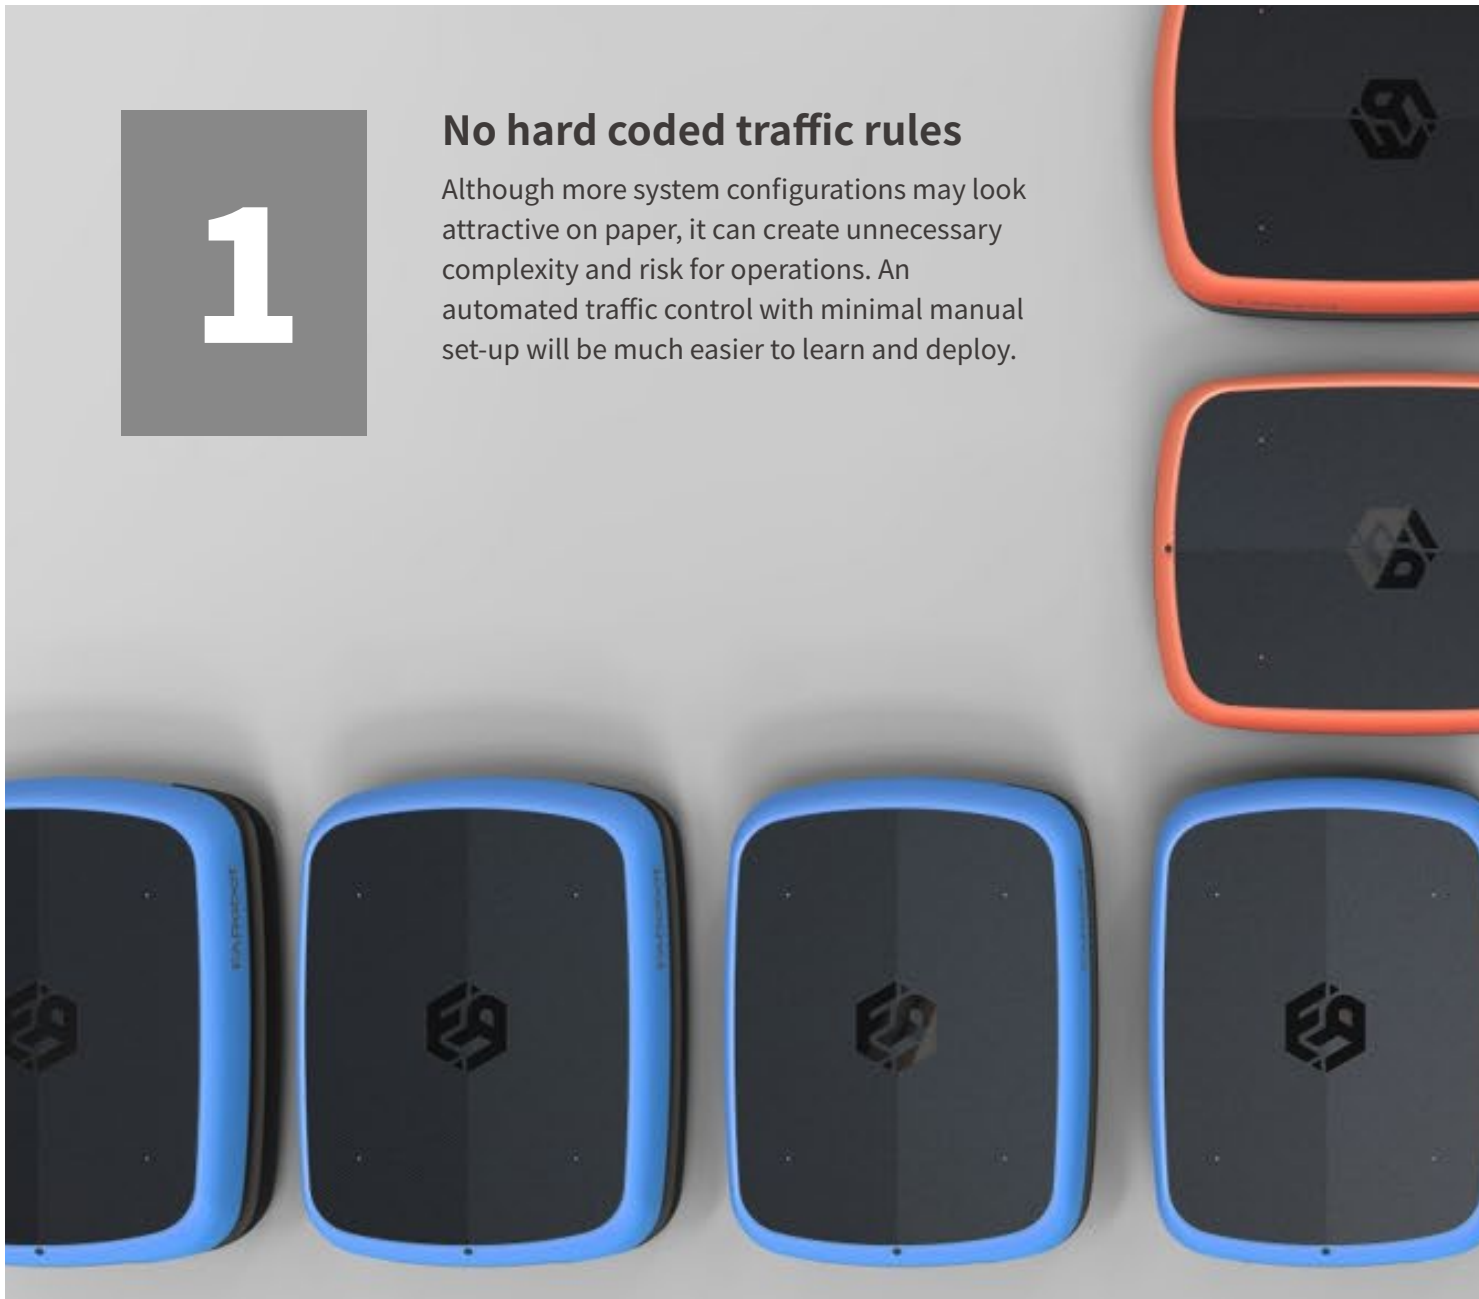 1
No hard coded traffic rules
Although more system configurations may look
attractive on paper, it can create unnecessary
complexity and risk for operations. An
automated traffic control with minimal manual
set-up will be much easier to learn and deploy.